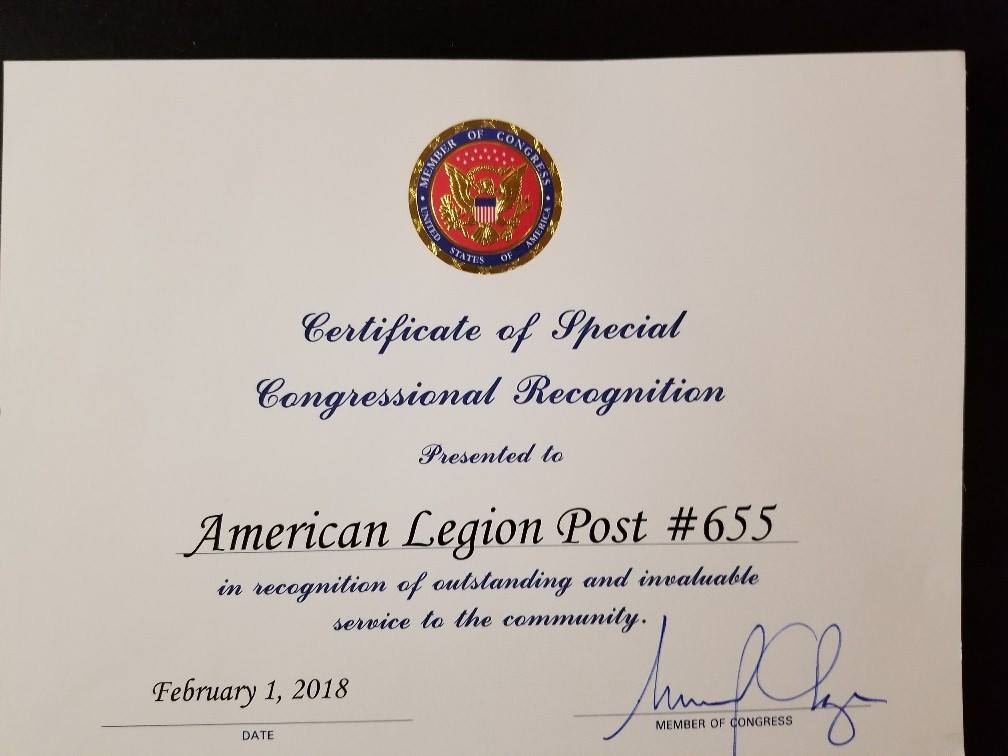 MEMBER OF CONGRESS
UNITED STATES OF AMERICA
Certificate of Special
Congressional Recognition
Presented to
American Legion Post #655
in recognition of outstanding and invaluable
service to the community.
February 1, 2018
DATE
MEMBER OF CONGRESS